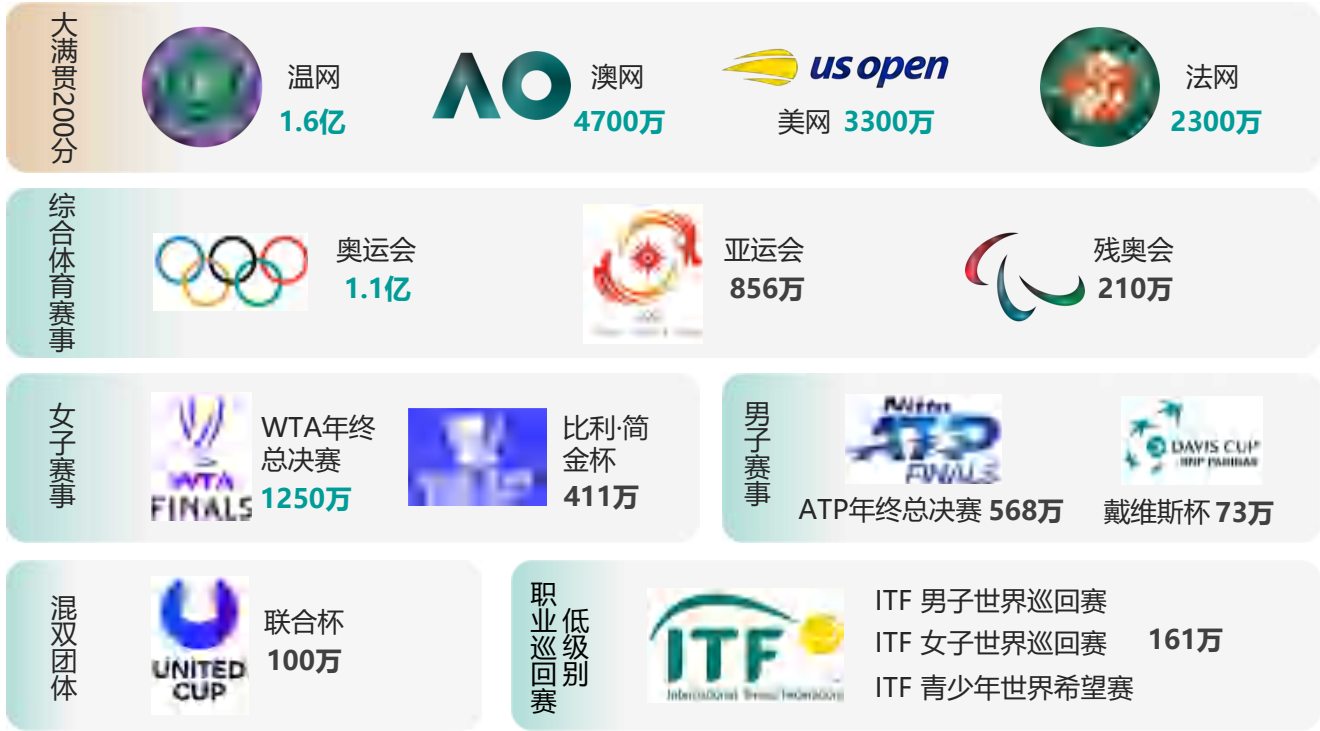 大满贯200分
温网
1.6亿
澳网
4700万
us open
美网 3300万
法网
2300万
综合体育赛事
奥运会
1.1亿
亚运会
856万
残奥会
210万
女子赛事
WTA
FINALS
WTA年终
总决赛
1250万
比利·简
金杯
411万
男子赛事
Nitto
ATP
FINALS
ATP年终总决赛 568万
DAVIS CUP
BNP PARIBAS
戴维斯杯 73万
混双团体
UNITED
CUP
联合杯
100万
职业巡回赛
低级别
ITF
International Tennis Federation
ITF 男子世界巡回赛
ITF 女子世界巡回赛
161万
ITF 青少年世界希望赛